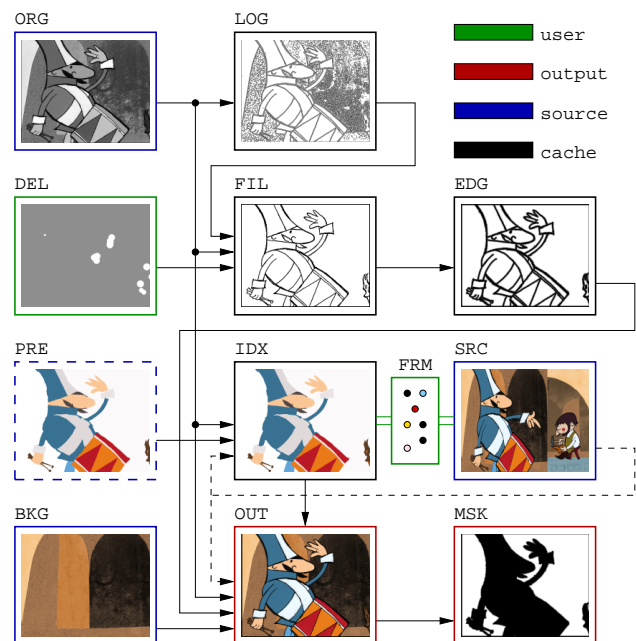 ORG
LOG
user
output
source
cache
DEL
FIL
EDG
PRE
IDX
FRM
SRC
BKG
OUT
MSK